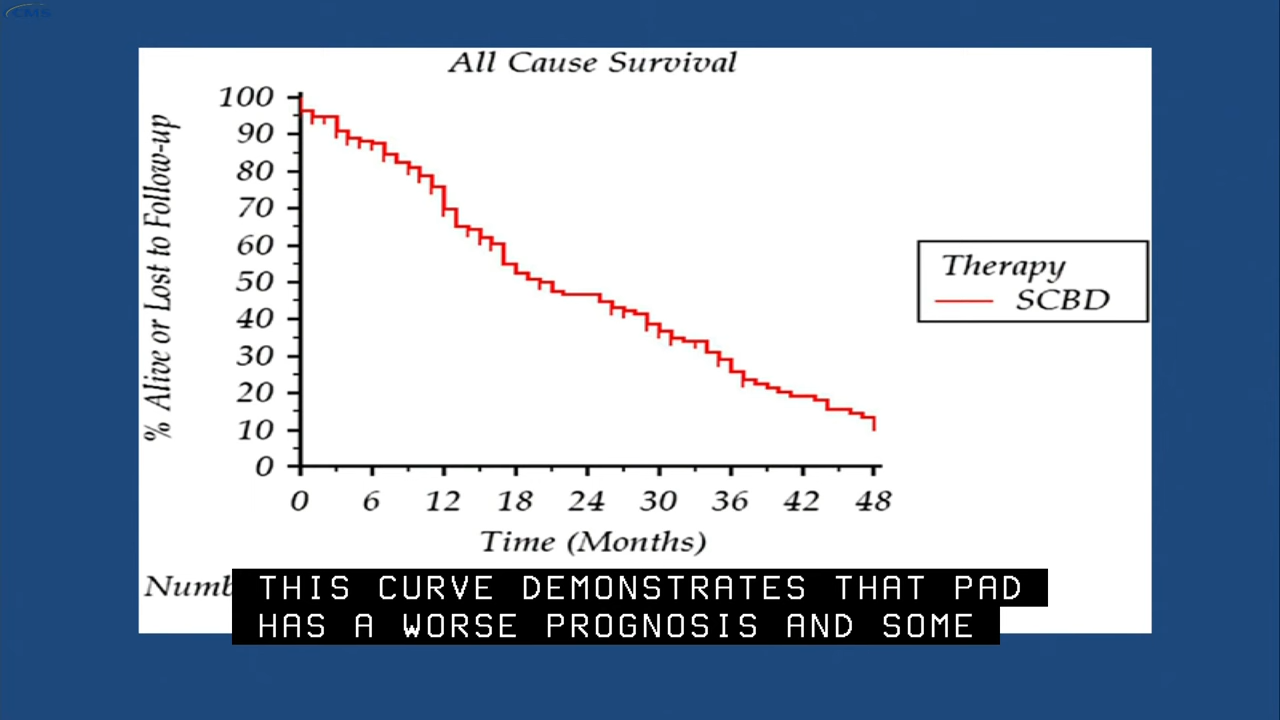 CMS
All Cause Survival
% Alive or Lost to Follow-up
100
90
80
70
60
50
40
30
20
10
0
0 6 12 18 24 30 36 42 48
Time (Months)
Therapy
SCBD
THIS CURVE DEMONSTRATES THAT PAD
HAS A WORSE PROGNOSIS AND SOME